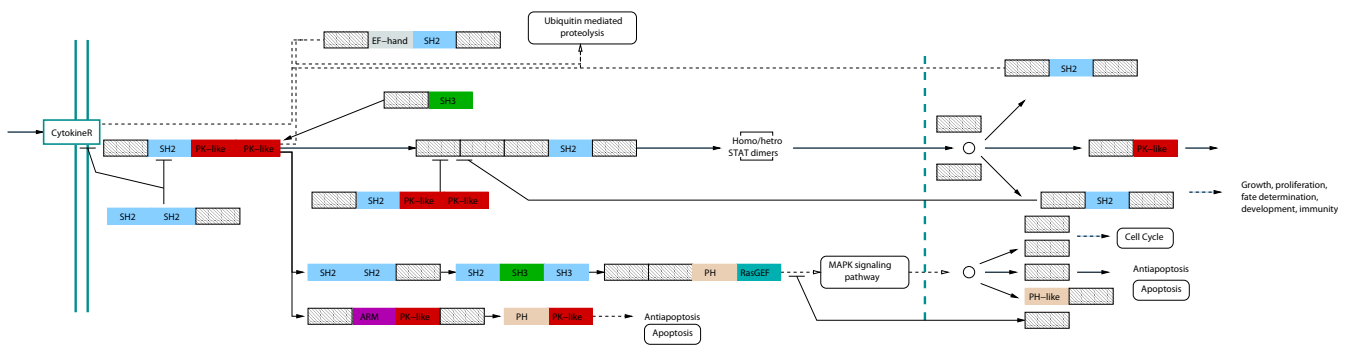 Ubiquitin mediated
proteolysis
EF−hand SH2
SH2
SH3
CytokineR
SH2 PK−like PK−like
SH2
Homo/hetro
STAT dimers
PK−like
SH2 PK−like PK−like
SH2
Growth, proliferation,
fate determination,
development, immunity
SH2 SH2
Cell Cycle
SH2 SH2
SH2 SH3 SH3
PH RasGEF
MAPK signaling
pathway
Antiapoptosis
Apoptosis
PH−like
ARM PK−like
PH PK−like
Antiapoptosis
Apoptosis